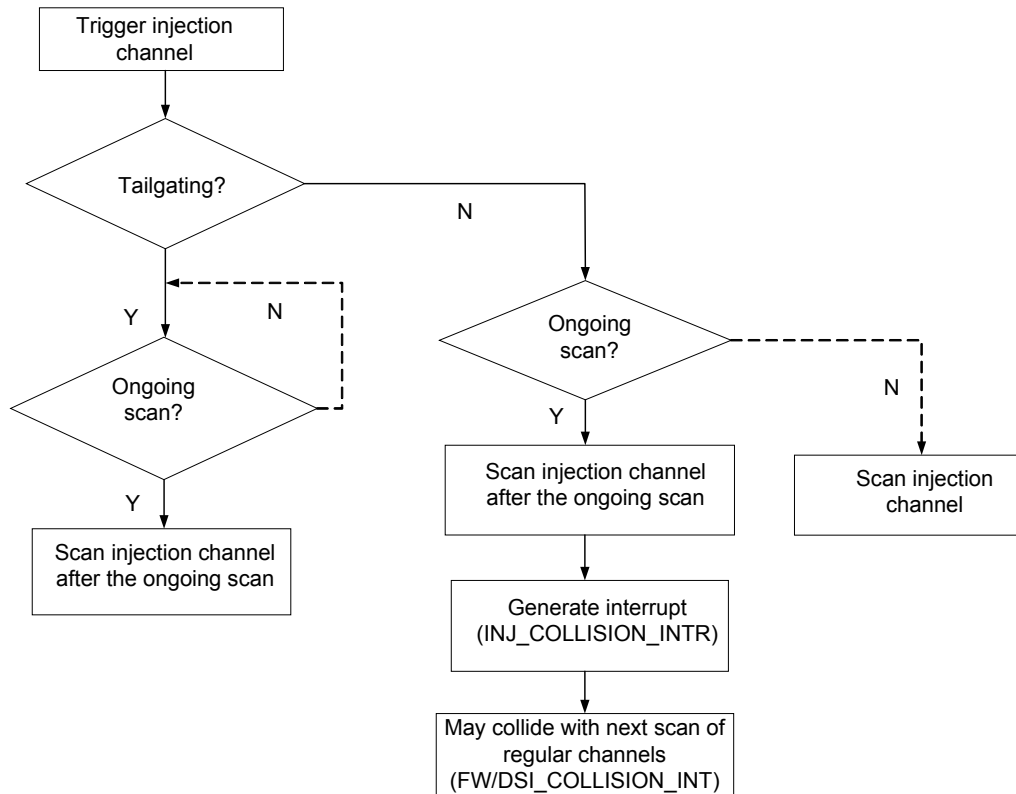 Trigger injection
channel
Tailgating?
N
Y
N
Ongoing
scan?
Y
Scan injection channel
after the ongoing scan
Ongoing
scan?
N
Y
Scan injection channel
after the ongoing scan
Scan injection
channel
Generate interrupt
(INJ_COLLISION_INTR)
May collide with next scan of
regular channels
(FW/DSI_COLLISION_INT)